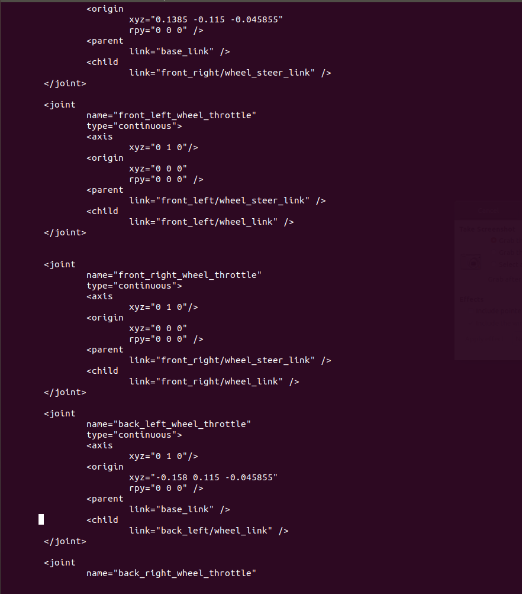 <origin
xyz="0.1385 -0.115 -0.045855"
rpy="0 0 0" />
<parent
link="base_link" />
<child
link="front_right/wheel_steer_link" />
</joint>
<joint
name="front_left_wheel_throttle"
type="continuous">
<axis
xyz="0 1 0"/>
<origin
xyz="0 0 0"
rpy="0 0 0" />
<parent
link="front_left/wheel_steer_link" />
<child
link="front_left/wheel_link" />
</joint>
<joint
name="front_right_wheel_throttle"
type="continuous">
<axis
xyz="0 1 0"/>
<origin
xyz="0 0 0"
rpy="0 0 0" />
<parent
link="front_right/wheel_steer_link" />
<child
link="front_right/wheel_link" />
</joint>
<joint
name="back_left_wheel_throttle"
type="continuous">
<axis
xyz="0 1 0"/>
<origin
xyz="-0.158 0.115 -0.045855"
rpy="0 0 0" />
<parent
link="base_link" />
<child
link="back_left/wheel_link" />
</joint>
<joint
name="back_right_wheel_throttle"